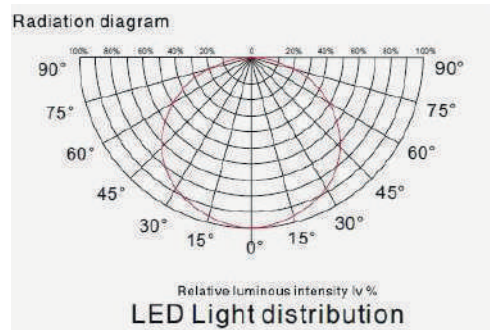 Radiation diagram
100% 80% 60% 40% 20% 0 20% 40% 60% 80% 100%
90° 90°
75° 75°
60° 60°
45° 45°
30° 30°
15° 0° 15°
Relative luminous intensity Iv %
LED Light distribution